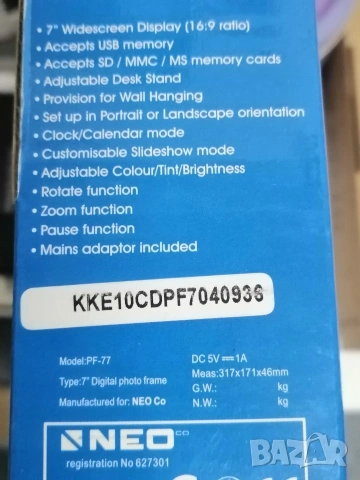 • 7" Widescreen Display (16:9 ratio)
• Accepts USB memory
• Accepts SD / MMC / MS memory cards
• Adjustable Desk Stand
• Provision for Wall Hanging
• Set up in Portrait or Landscape orientation
• Clock/Calendar mode
• Customisable Slideshow mode
• Adjustable Colour/Tint/Brightness
• Rotate function
• Zoom function
• Pause function
• Mains adaptor included
KKE10CDPF7040936
Model:PF-77
DC 5V⎓1A
Meas:317x171x46mm
Type:7" Digital photo frame
G.W.: kg
Manufactured for: NEO Co
N.W.: kg
NEO co
registration No 627301
BAZAR